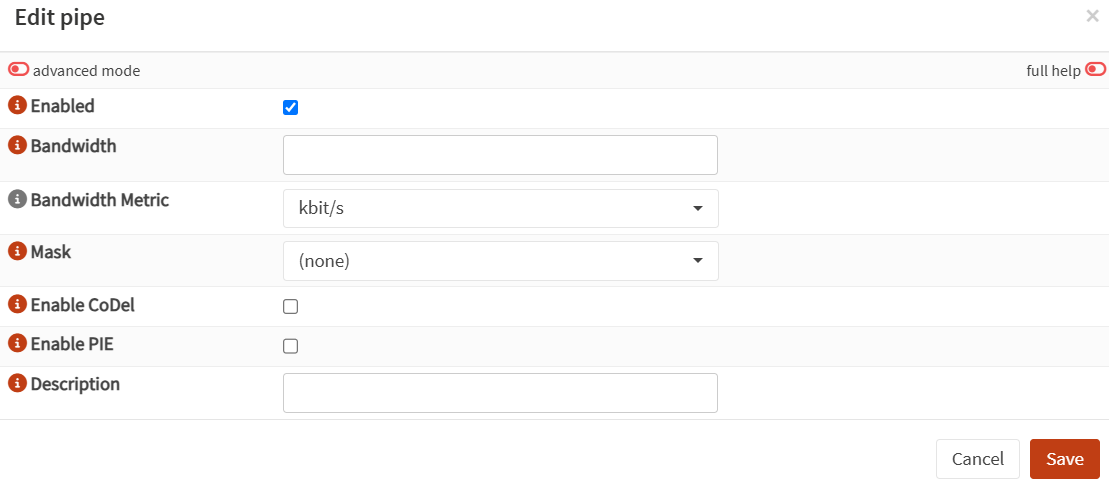 Edit pipe ×
advanced mode full help
Enabled
Bandwidth
Bandwidth Metric kbit/s
Mask (none)
Enable CoDel
Enable PIE
Description
Cancel Save